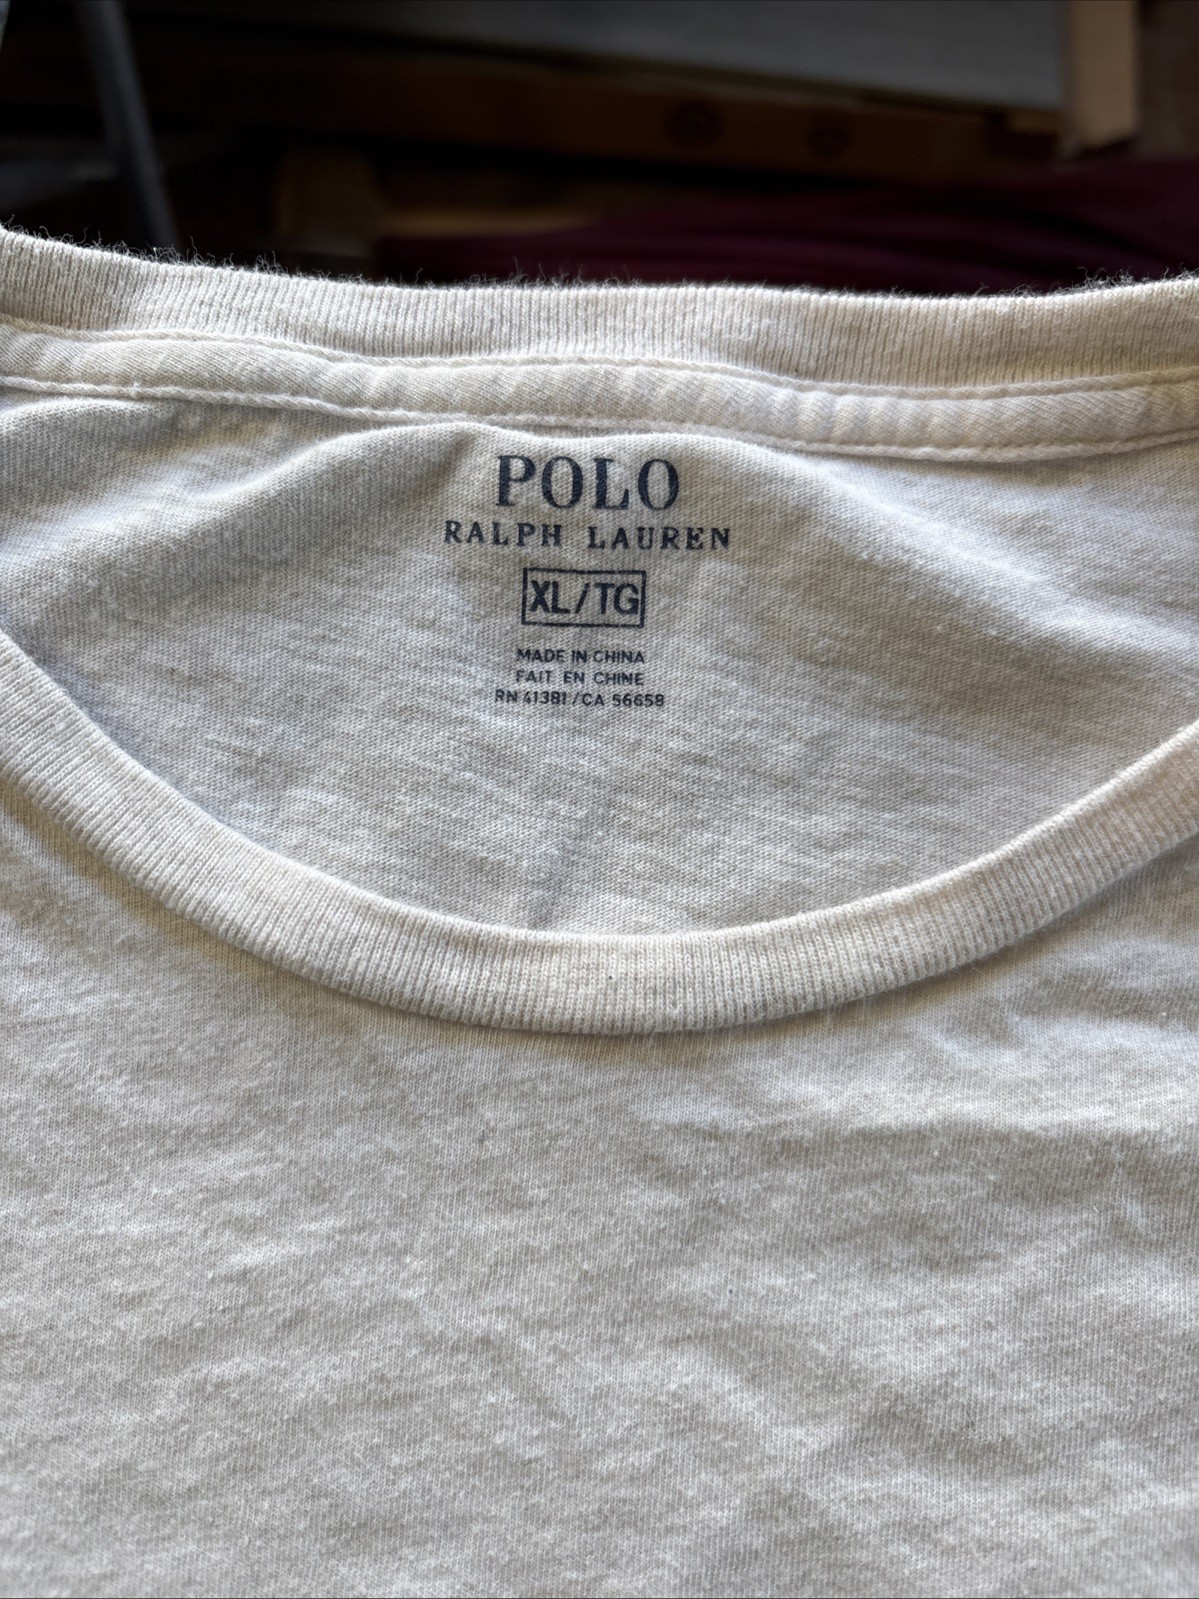 POLO
RALPH LAUREN
XL/TG
MADE IN CHINA
FAIT EN CHINE
RN 41381/CA 56658